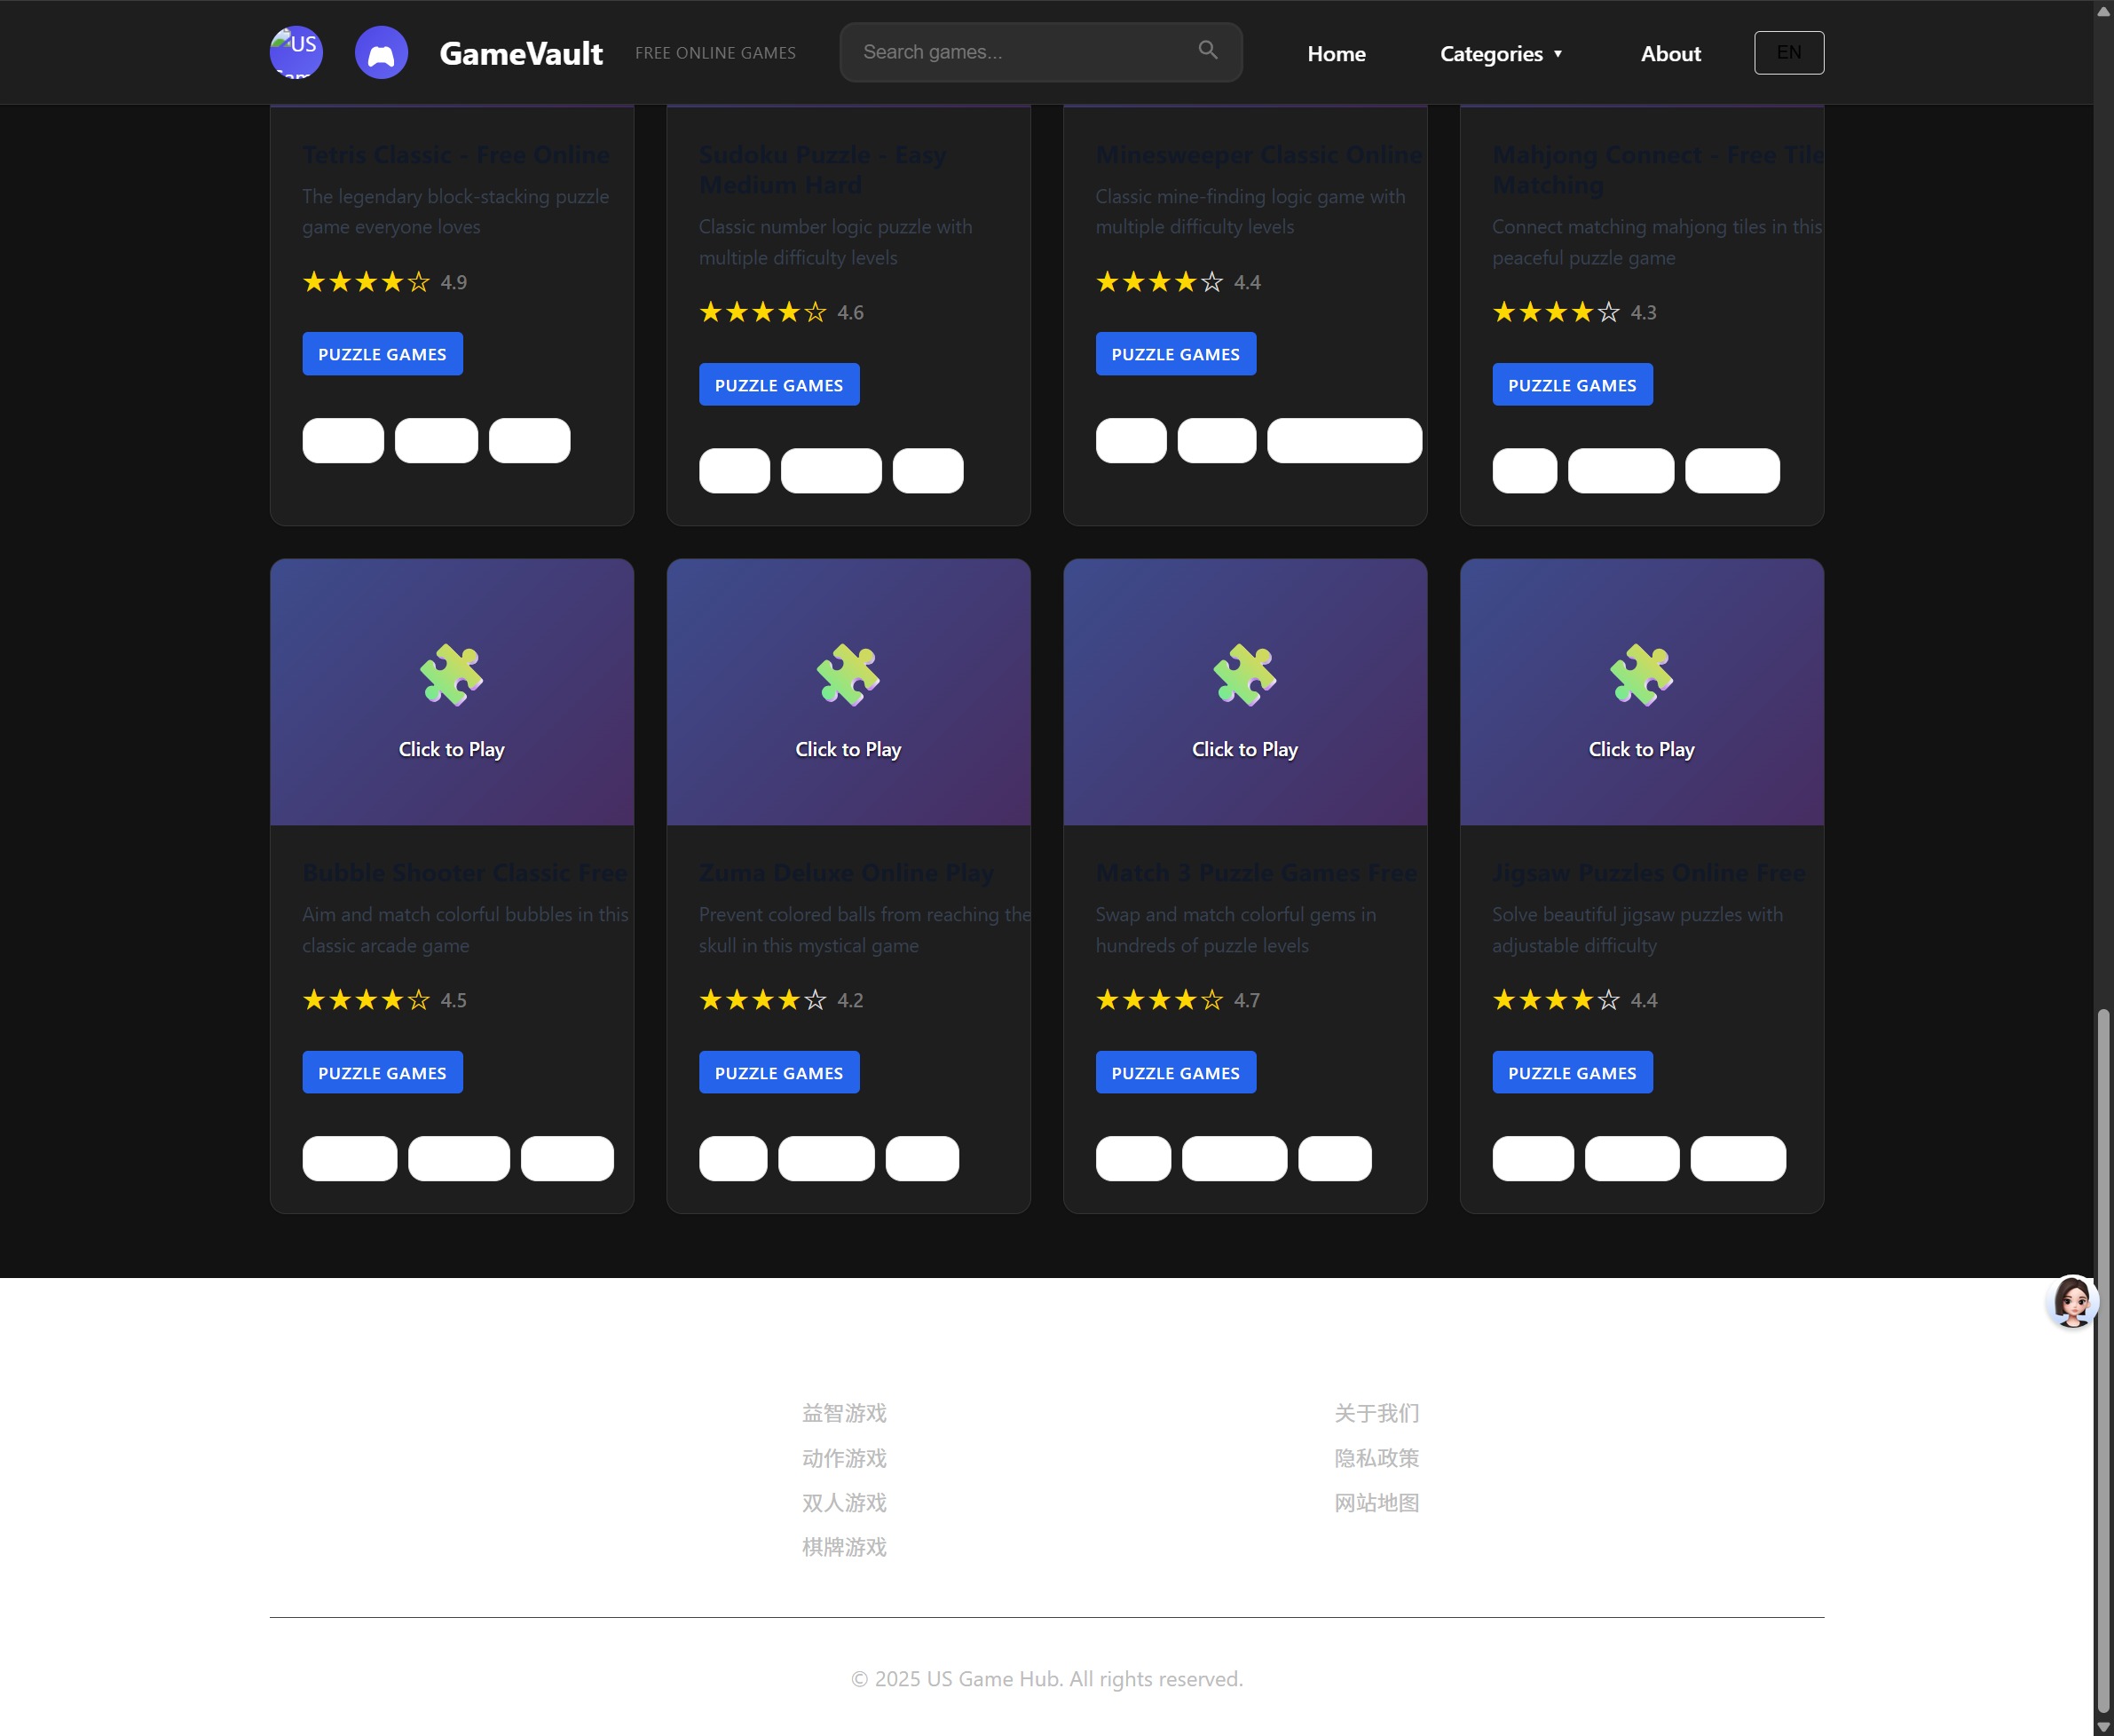 US
Gam
GameVault
FREE ONLINE GAMES
Search games...
Home
Categories ▼
About
EN
Tetris Classic - Free Online
The legendary block-stacking puzzle
game everyone loves
★★★★☆ 4.9
PUZZLE GAMES
Sudoku Puzzle - Easy
Medium Hard
Classic number logic puzzle with
multiple difficulty levels
★★★★☆ 4.6
PUZZLE GAMES
Minesweeper Classic Online
Classic mine-finding logic game with
multiple difficulty levels
★★★★☆ 4.4
PUZZLE GAMES
Mahjong Connect - Free Tile
Matching
Connect matching mahjong tiles in this
peaceful puzzle game
★★★★☆ 4.3
PUZZLE GAMES
Click to Play
Bubble Shooter Classic Free
Aim and match colorful bubbles in this
classic arcade game
★★★★☆ 4.5
PUZZLE GAMES
Click to Play
Zuma Deluxe Online Play
Prevent colored balls from reaching the
skull in this mystical game
★★★★☆ 4.2
PUZZLE GAMES
Click to Play
Match 3 Puzzle Games Free
Swap and match colorful gems in
hundreds of puzzle levels
★★★★☆ 4.7
PUZZLE GAMES
Click to Play
Jigsaw Puzzles Online Free
Solve beautiful jigsaw puzzles with
adjustable difficulty
★★★★☆ 4.4
PUZZLE GAMES
益智游戏
动作游戏
双人游戏
棋牌游戏
关于我们
隐私政策
网站地图
© 2025 US Game Hub. All rights reserved.